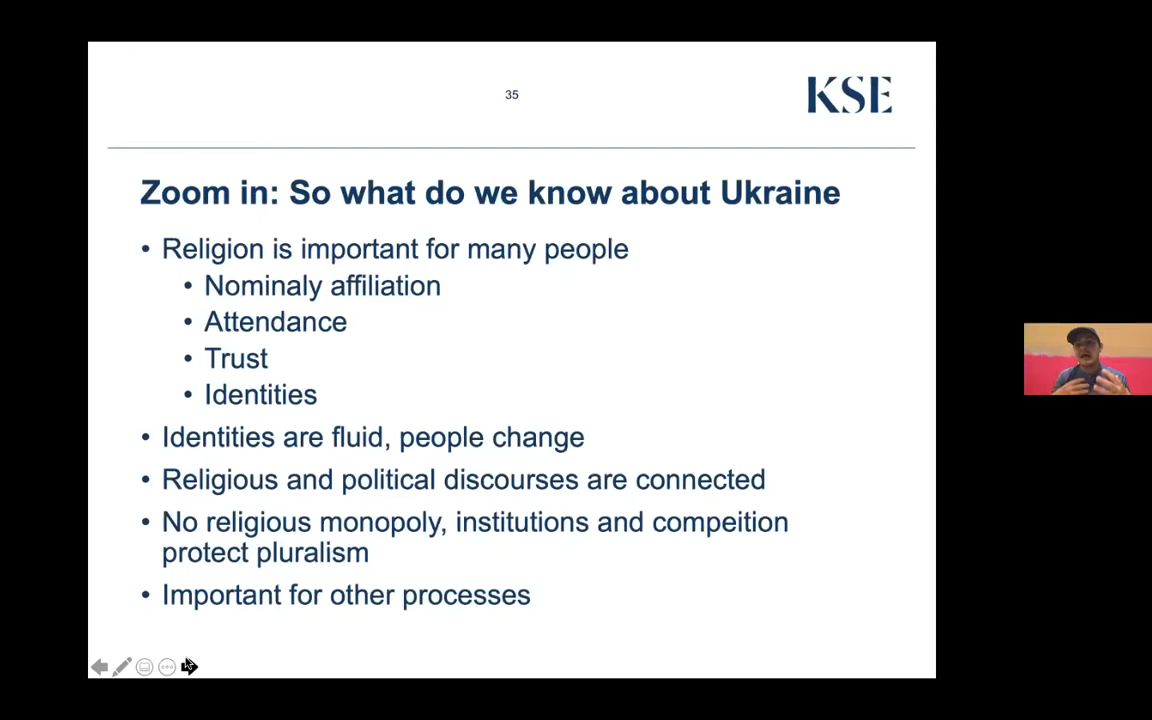 35
KSE
Zoom in: So what do we know about Ukraine
• Religion is important for many people
• Nominaly affiliation
• Attendance
• Trust
• Identities
• Identities are fluid, people change
• Religious and political discourses are connected
• No religious monopoly, institutions and compeition
protect pluralism
• Important for other processes